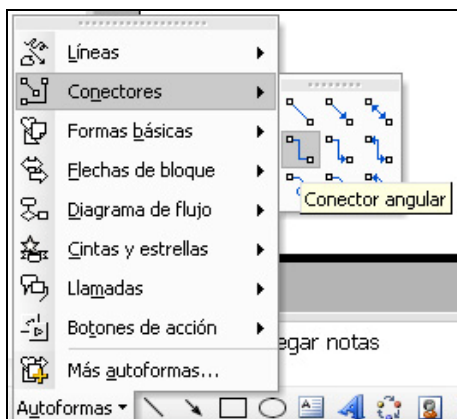 Líneas
Conectores
Formas básicas
Flechas de bloque
Diagrama de flujo
Cintas y estrellas
Llamadas
Botones de acción
Más autoformas...
Conector angular
egar notas
Autoformas